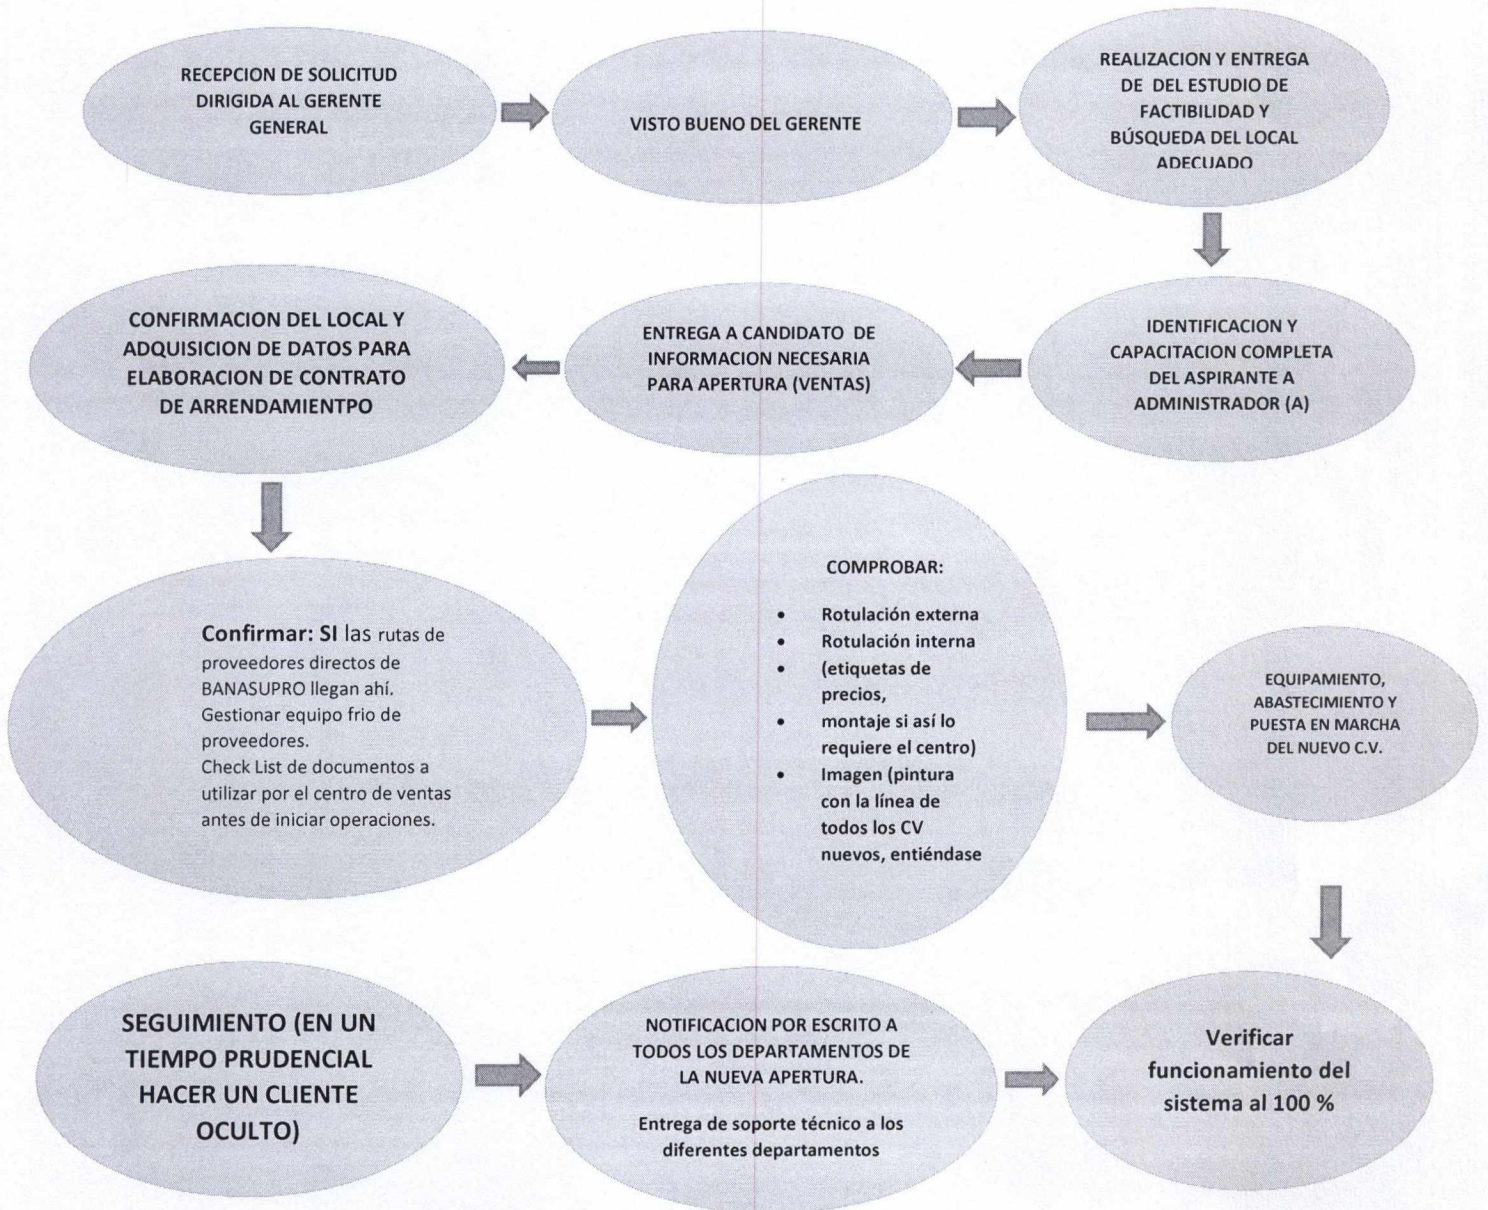 RECEPCION DE SOLICITUD
DIRIGIDA AL GERENTE
GENERAL
VISTO BUENO DEL GERENTE
REALIZACION Y ENTREGA
DE DEL ESTUDIO DE
FACTIBILIDAD Y
BÚSQUEDA DEL LOCAL
ADECUADO
IDENTIFICACION Y
CAPACITACION COMPLETA
DEL ASPIRANTE A
ADMINISTRADOR (A)
ENTREGA A CANDIDATO DE
INFORMACION NECESARIA
PARA APERTURA (VENTAS)
CONFIRMACION DEL LOCAL Y
ADQUISICION DE DATOS PARA
ELABORACION DE CONTRATO
DE ARRENDAMIENTPO
Confirmar: SI las rutas de
proveedores directos de
BANASUPRO llegan ahí.
Gestionar equipo frio de
proveedores.
Check List de documentos a
utilizar por el centro de ventas
antes de iniciar operaciones.
COMPROBAR:
• Rotulación externa
• Rotulación interna
• (etiquetas de
precios,
• montaje si así lo
requiere el centro)
• Imagen (pintura
con la línea de
todos los CV
nuevos, entiéndase
EQUIPAMIENTO,
ABASTECIMIENTO Y
PUESTA EN MARCHA
DEL NUEVO C.V.
SEGUIMIENTO (EN UN
TIEMPO PRUDENCIAL
HACER UN CLIENTE
OCULTO)
NOTIFICACION POR ESCRITO A
TODOS LOS DEPARTAMENTOS DE
LA NUEVA APERTURA.
Entrega de soporte técnico a los
diferentes departamentos
Verificar
funcionamiento del
sistema al 100 %